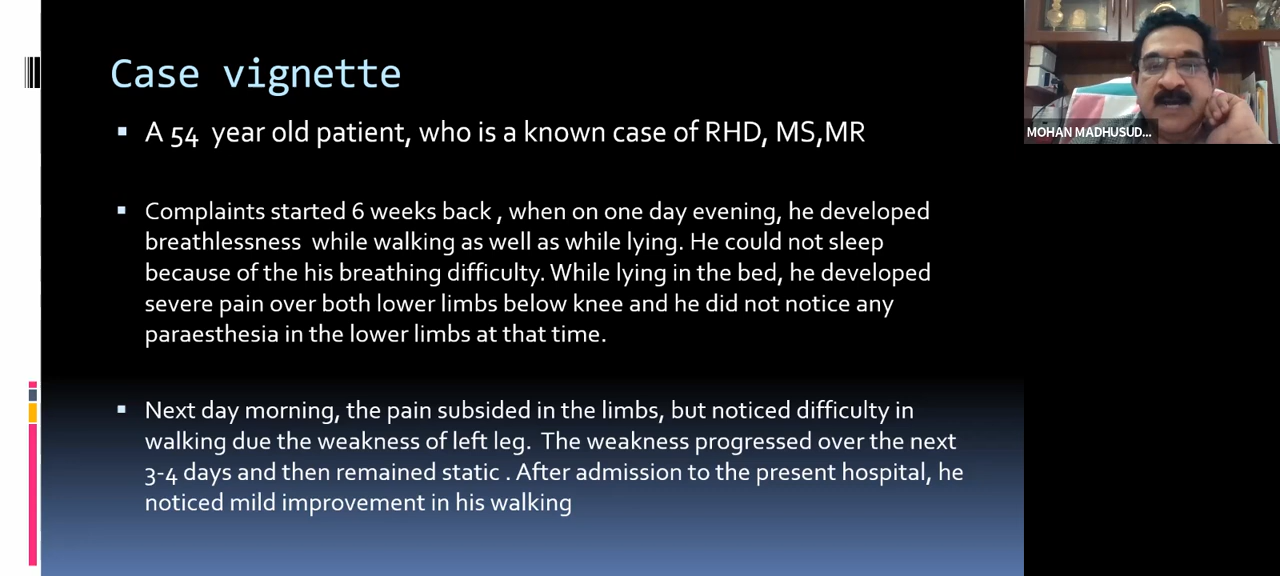 Case vignette
A 54 year old patient, who is a known case of RHD, MS,MR
Complaints started 6 weeks back , when on one day evening, he developed
breathlessness while walking as well as while lying. He could not sleep
because of the his breathing difficulty. While lying in the bed, he developed
severe pain over both lower limbs below knee and he did not notice any
paraesthesia in the lower limbs at that time.
Next day morning, the pain subsided in the limbs, but noticed difficulty in
walking due the weakness of left leg. The weakness progressed over the next
3-4 days and then remained static . After admission to the present hospital, he
noticed mild improvement in his walking
MOHAN MADHUSUD...